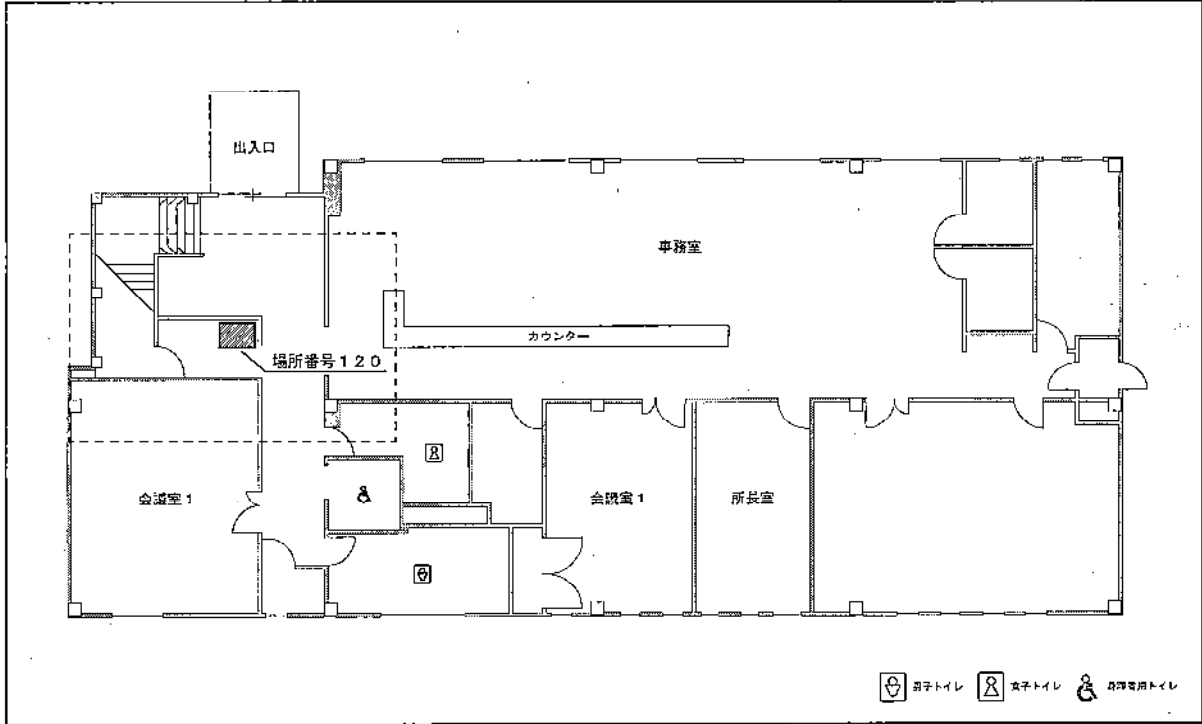 出入口
事務室
カウンター
場所番号120
会議室1
会議室1
所長室
男子トイレ
女子トイレ